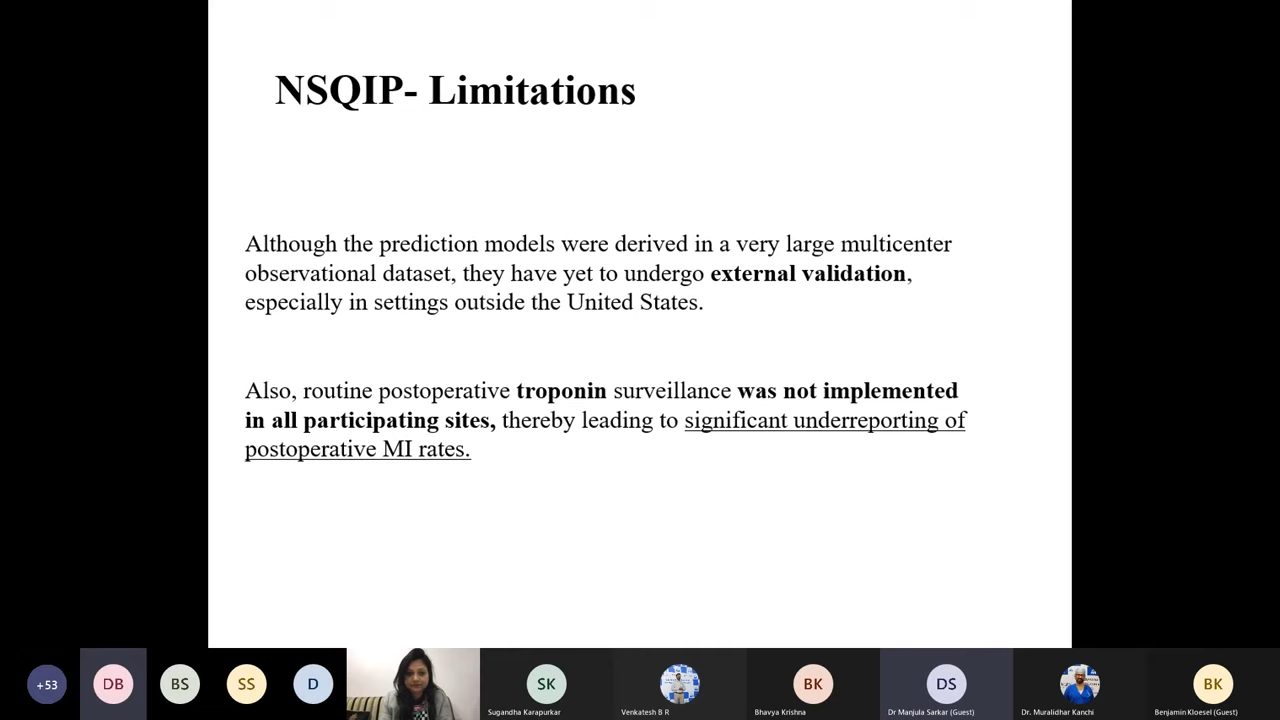 NSQIP- Limitations
Although the prediction models were derived in a very large multicenter
observational dataset, they have yet to undergo external validation,
especially in settings outside the United States.
Also, routine postoperative troponin surveillance was not implemented
in all participating sites, thereby leading to significant underreporting of
postoperative MI rates.
+53
DB
BS
SS
D
SK
BK
DS
BK
Sugandha Karapurkar
Venkatesh B R
Bhavya Krishna
Dr Manjula Sarkar (Guest)
Dr. Muralidhar Kanchi
Benjamin Kloesel (Guest)